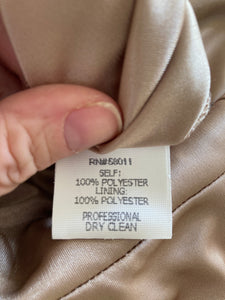 RN#58011
SELF:
100% POLYESTER
LINING:
100% POLYESTER
PROFESSIONAL
DRY CLEAN